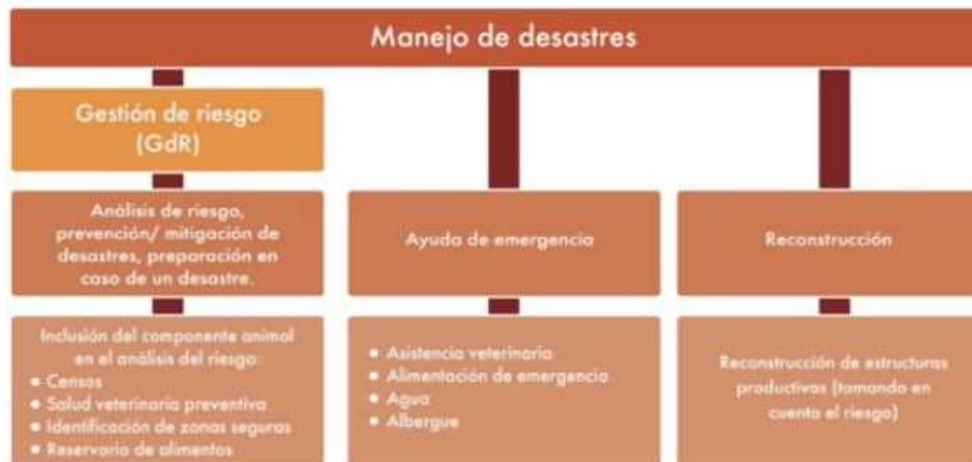 Manejo de desastres
Gestión de riesgo
(GdR)
Análisis de riesgo,
prevención/ mitigación de
desastres, preparación en
caso de un desastre.
Ayuda de emergencia
Reconstrucción
Inclusión del componente animal
en el análisis del riesgo:
● Censos
● Salud veterinaria preventiva
● Identificación de zonas seguras
● Reservorio de alimentos
● Asistencia veterinaria
● Alimentación de emergencia
● Agua
● Albergue
Reconstrucción de estructuras
productivas (tomando en
cuenta el riesgo)